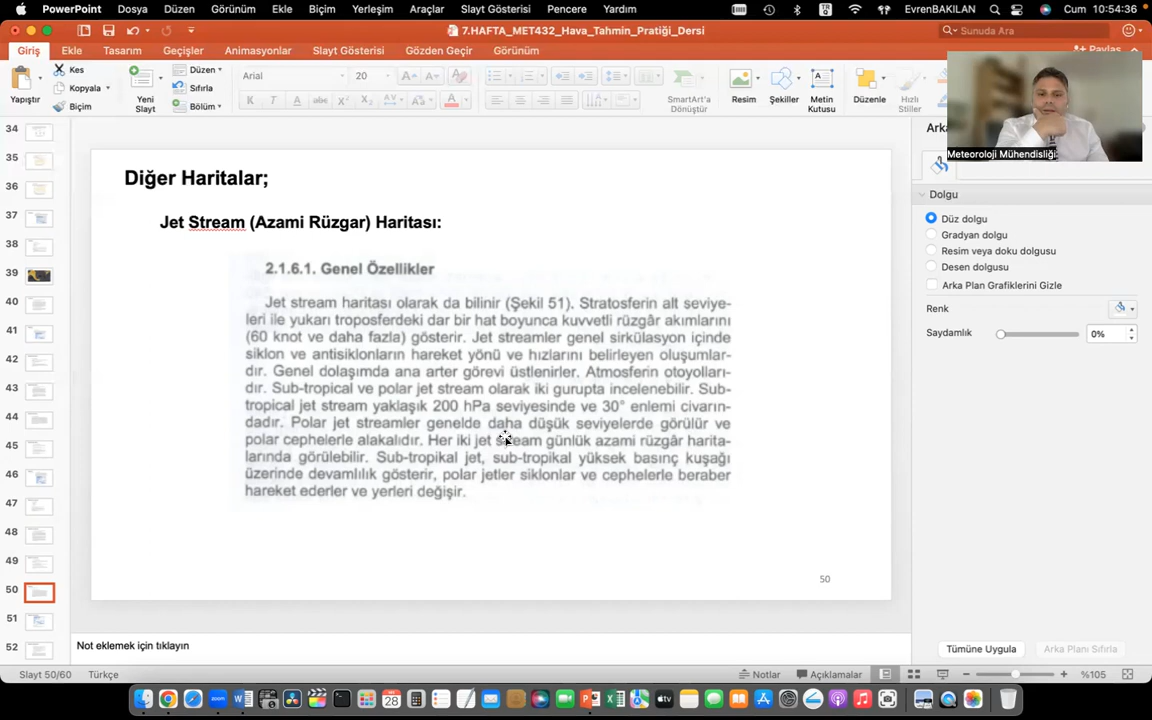 PowerPoint Dosya Düzen Görünüm Ekle Biçim Yerleşim Araçlar Slayt Gösterisi Pencere Yardım EvrenBAKILAN Cum 10:54:36
7.HAFTA_MET432_Hava_Tahmin_Pratiği_Dersi
Sunuda Ara
Giriş Ekle Tasarım Geçişler Animasyonlar Slayt Gösterisi Gözden Geçir Görünüm Paylaş
Yapıştır
Kes
Kopyala
Biçim
Yeni
Slayt
Düzen
Sıfırla
Bölüm
Arial 20
SmartArt'a
Dönüştür
Resim
Şekiller
Metin
Kutusu
Düzenle
Hızlı
Stiller
Meteoroloji Mühendisliği:
34
35
36
37
38
39
40
41
42
43
44
45
46
47
48
49
50
51
52
Diğer Haritalar;
Jet Stream (Azami Rüzgar) Haritası:
2.1.6.1. Genel Özellikler
Jet stream haritası olarak da bilinir (Şekil 51). Stratosferin alt seviye-
leri ile yukarı troposferdeki dar bir hat boyunca kuvvetli rüzgâr akımlarını
(60 knot ve daha fazla) gösterir. Jet streamler genel sirkülasyon içinde
siklon ve antisiklonların hareket yönü ve hızlarını belirleyen oluşumlar-
dır. Genel dolaşımda ana arter görevi üstlenirler. Atmosferin otoyolları-
dır. Sub-tropical ve polar jet stream olarak iki gurupta incelenebilir. Sub-
tropical jet stream yaklaşık 200 hPa seviyesinde ve 30° enlemi civarın-
dadır. Polar jet streamler genelde daha düşük seviyelerde görülür ve
polar cephelerle alakalıdır. Her iki jet stream günlük azami rüzgâr harita-
larında görülebilir. Sub-tropikal jet, sub-tropikal yüksek basınç kuşağı
üzerinde devamlılık gösterir, polar jetler siklonlar ve cephelerle beraber
hareket ederler ve yerleri değişir.
50
Dolgu
Düz dolgu
Gradyan dolgu
Resim veya doku dolgusu
Desen dolgusu
Arka Plan Grafiklerini Gizle
Renk
Saydamlık 0%
Tümüne Uygula Arka Planı Sıfırla
Not eklemek için tıklayın
Slayt 50/60 Türkçe Notlar Açıklamalar %105
28